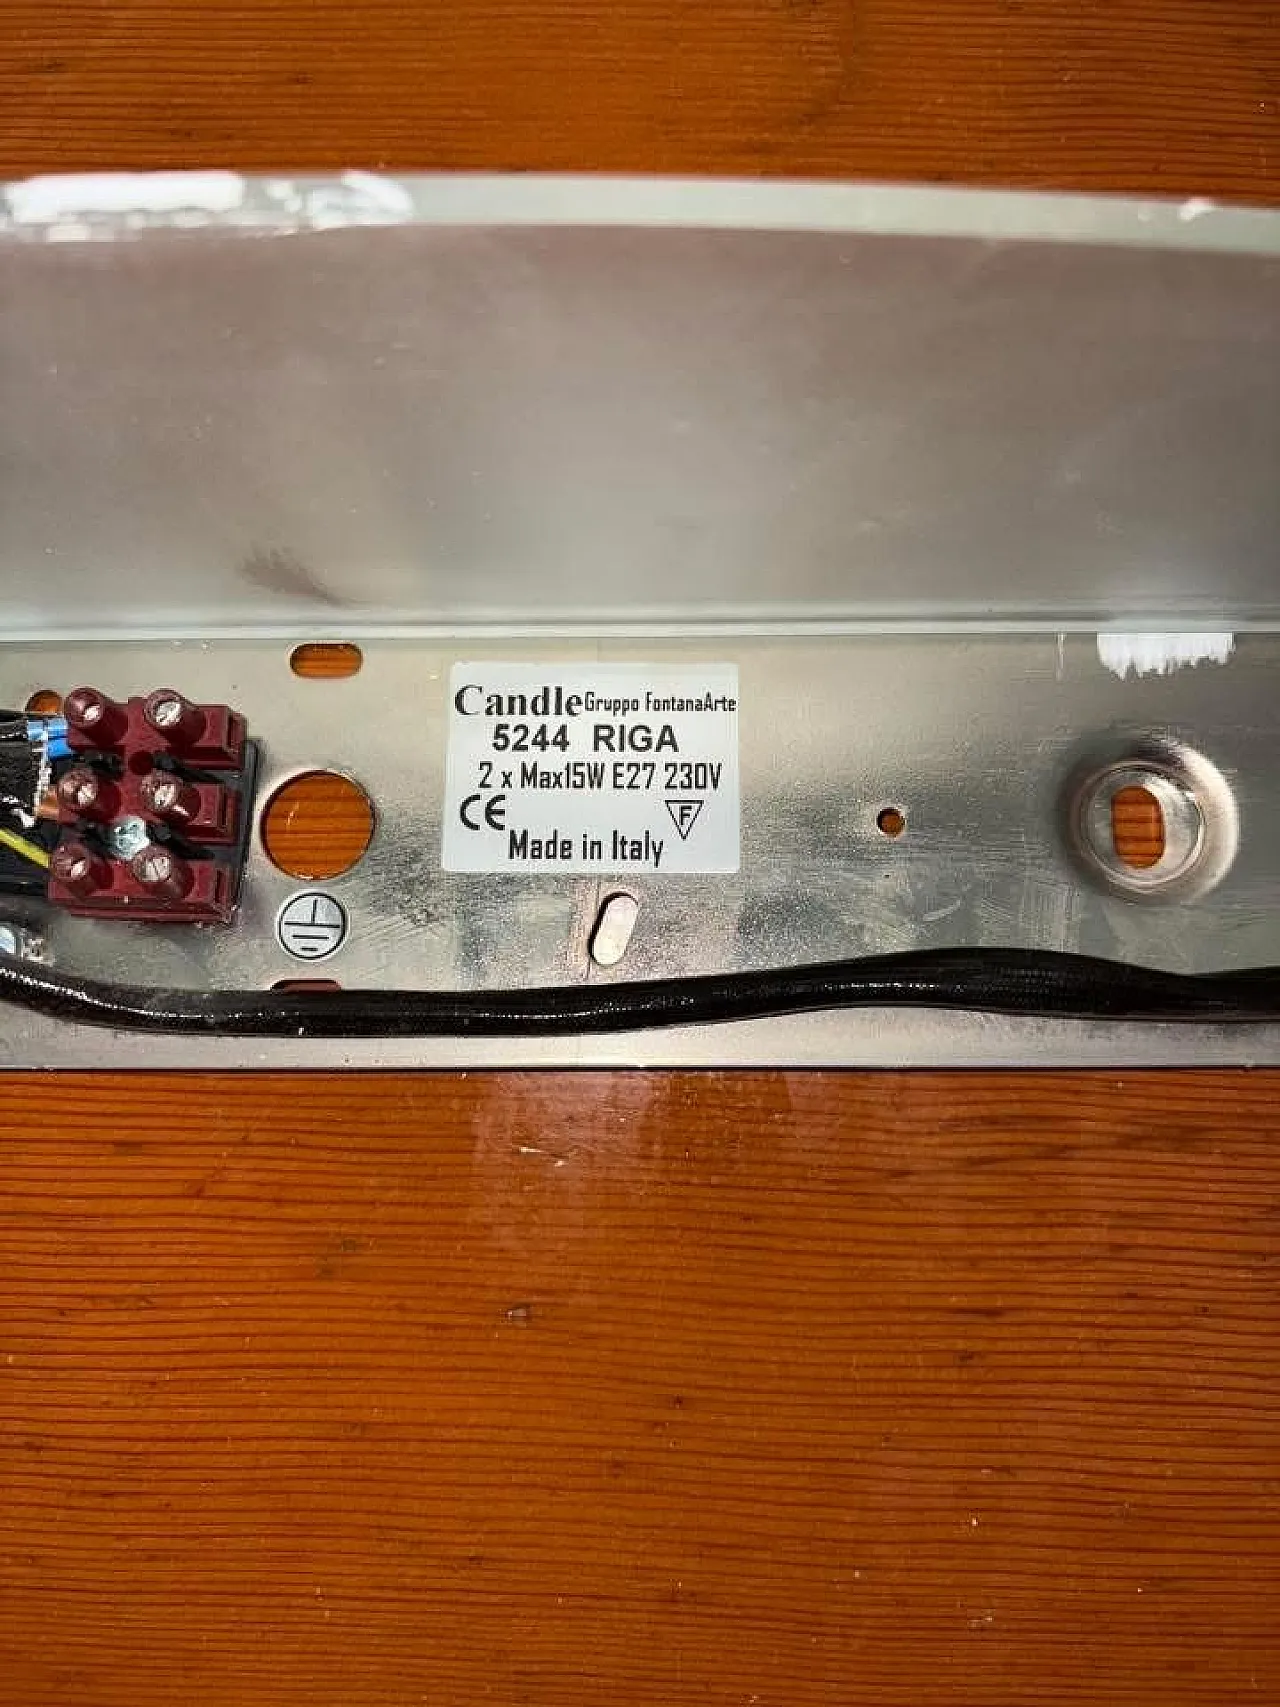 Candle Gruppo FontanaArte
5244 RIGA
2 x Max15W E27 230V
CE F
Made in Italy